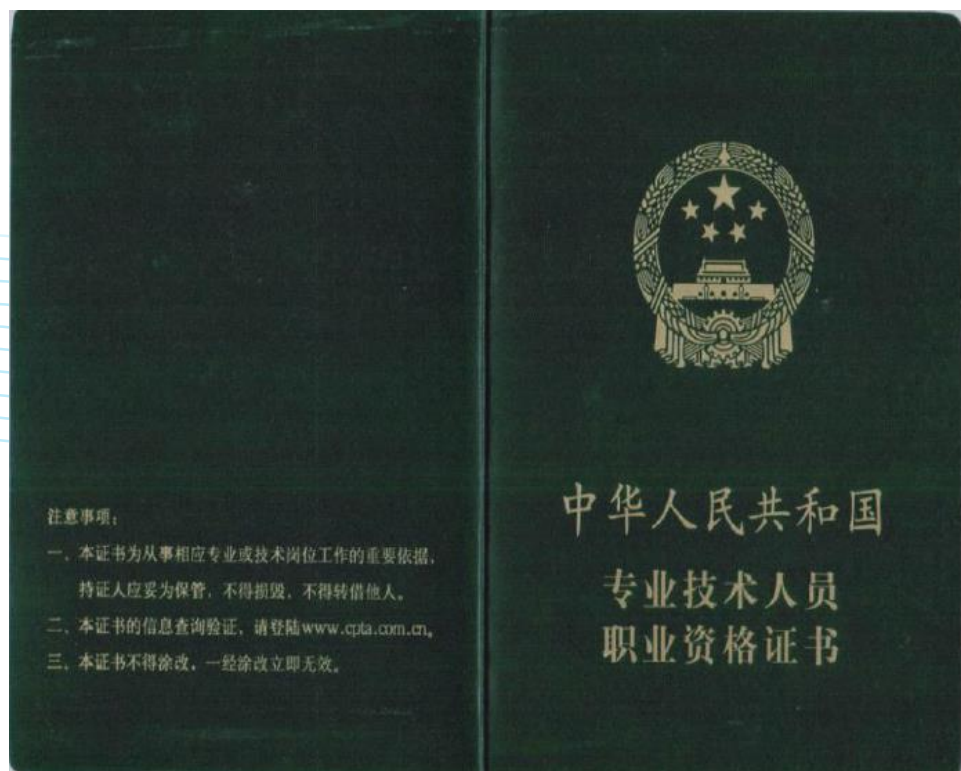 注意事项:
一、本证书为从事相应专业或技术岗位工作的重要依据,
持证人应妥为保管,不得损毁,不得转借他人。
二、本证书的信息查询验证,请登陆www.cpta.com.cn。
三、本证书不得涂改,一经涂改立即无效。
中华人民共和国
专业技术人员
职业资格证书